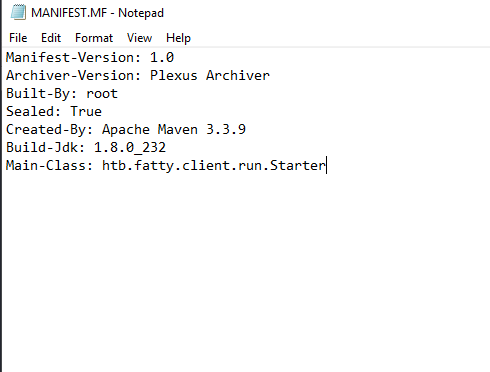 MANIFEST.MF - Notepad
File Edit Format View Help
Manifest-Version: 1.0
Archiver-Version: Plexus Archiver
Built-By: root
Sealed: True
Created-By: Apache Maven 3.3.9
Build-Jdk: 1.8.0_232
Main-Class: htb.fatty.client.run.Starter